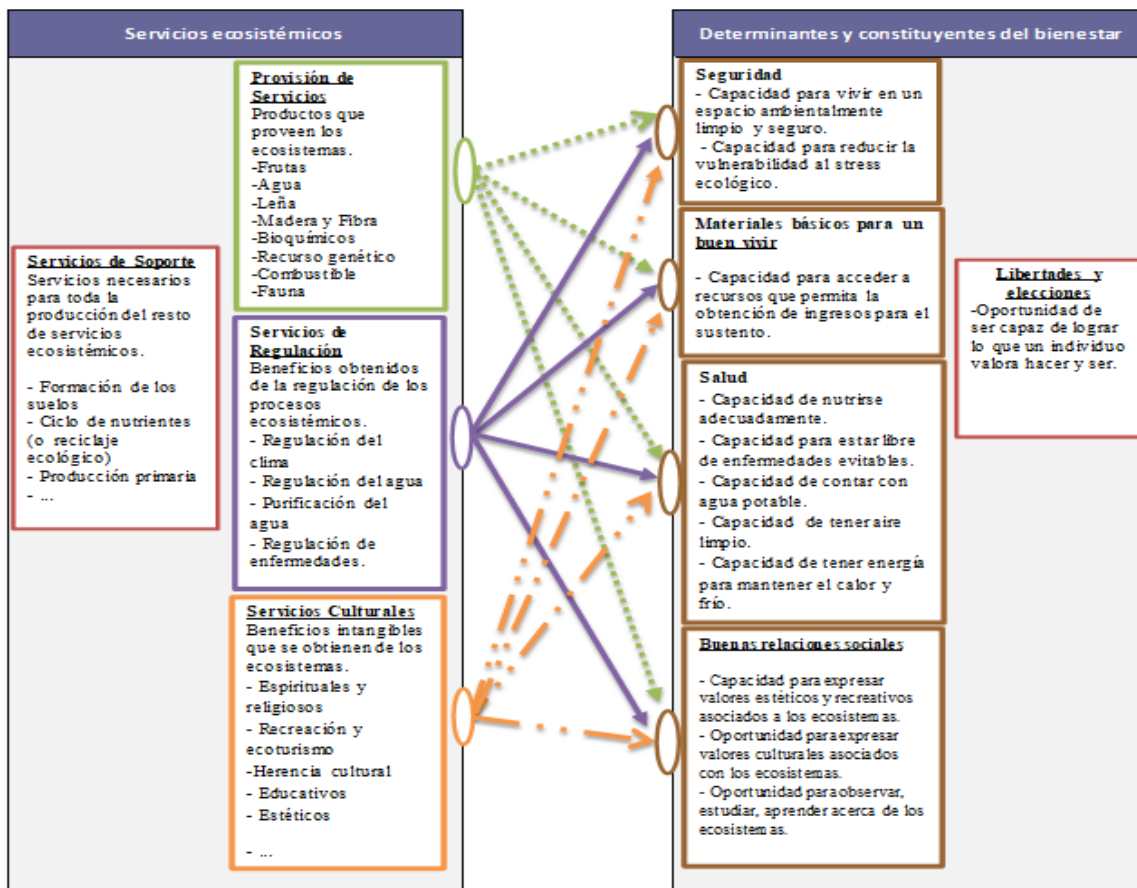 Servicios ecosistémicos
Servicios de Soporte
Servicios necesarios
para toda la
producción del resto
de servicios
ecosistémicos.
- Formación de los
suelos
- Ciclo de nutrientes
(o reciclaje
ecológico)
- Producción primaria
- ...
Provisión de
Servicios
Productos que
proveen los
ecosistemas.
-Frutas
-Agua
-Leña
-Madera y Fibra
-Bioquímicos
-Recurso genético
-Combustible
-Fauna
Servicios de
Regulación
Beneficios obtenidos
de la regulación de los
procesos
ecosistémicos.
- Regulación del
clima
- Regulación del agua
- Purificación del
agua
- Regulación de
enfermedades.
Servicios Culturales
Beneficios intangibles
que se obtienen de los
ecosistemas.
- Espirituales y
religiosos
- Recreación y
ecoturismo
-Herencia cultural
- Educativos
- Estéticos
- ...
Determinantes y constituyentes del bienestar
Seguridad
- Capacidad para vivir en un
espacio ambientalmente
limpio y seguro.
- Capacidad para reducir la
vulnerabilidad al stress
ecológico.
Materiales básicos para un
buen vivir
- Capacidad para acceder a
recursos que permita la
obtención de ingresos para el
sustento.
Salud
- Capacidad de nutrirse
adecuadamente.
- Capacidad para estar libre
de enfermedades evitables.
- Capacidad de contar con
agua potable.
- Capacidad de tener aire
limpio.
- Capacidad de tener energía
para mantener el calor y
frío.
Buenas relaciones sociales
- Capacidad para expresar
valores estéticos y recreativos
asociados a los ecosistemas.
- Oportunidad para expresar
valores culturales asociados
con los ecosistemas.
- Oportunidad para observar,
estudiar, aprender acerca de los
ecosistemas.
Libertades y
elecciones
-Oportunidad de
ser capaz de lograr
lo que un individuo
valora hacer y ser.